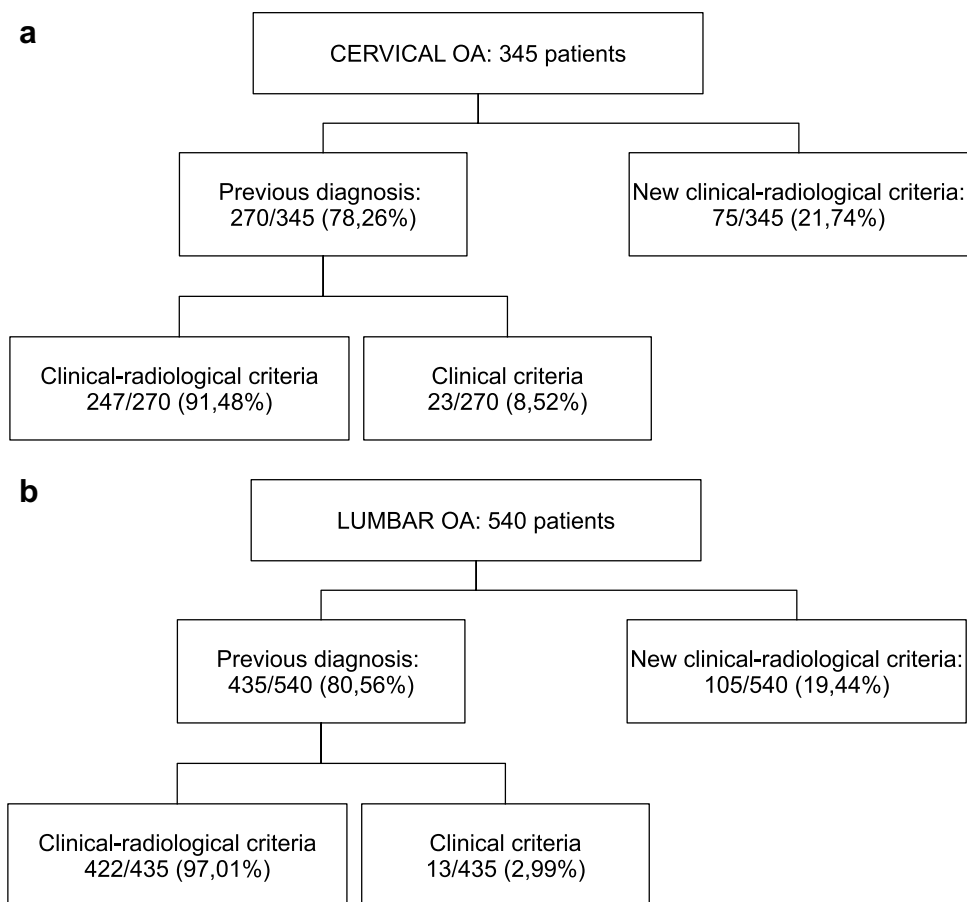 a
CERVICAL OA: 345 patients
Previous diagnosis:
270/345 (78,26%)
New clinical-radiological criteria:
75/345 (21,74%)
Clinical-radiological criteria
247/270 (91,48%)
Clinical criteria
23/270 (8,52%)
b
LUMBAR OA: 540 patients
Previous diagnosis:
435/540 (80,56%)
New clinical-radiological criteria:
105/540 (19,44%)
Clinical-radiological criteria
422/435 (97,01%)
Clinical criteria
13/435 (2,99%)